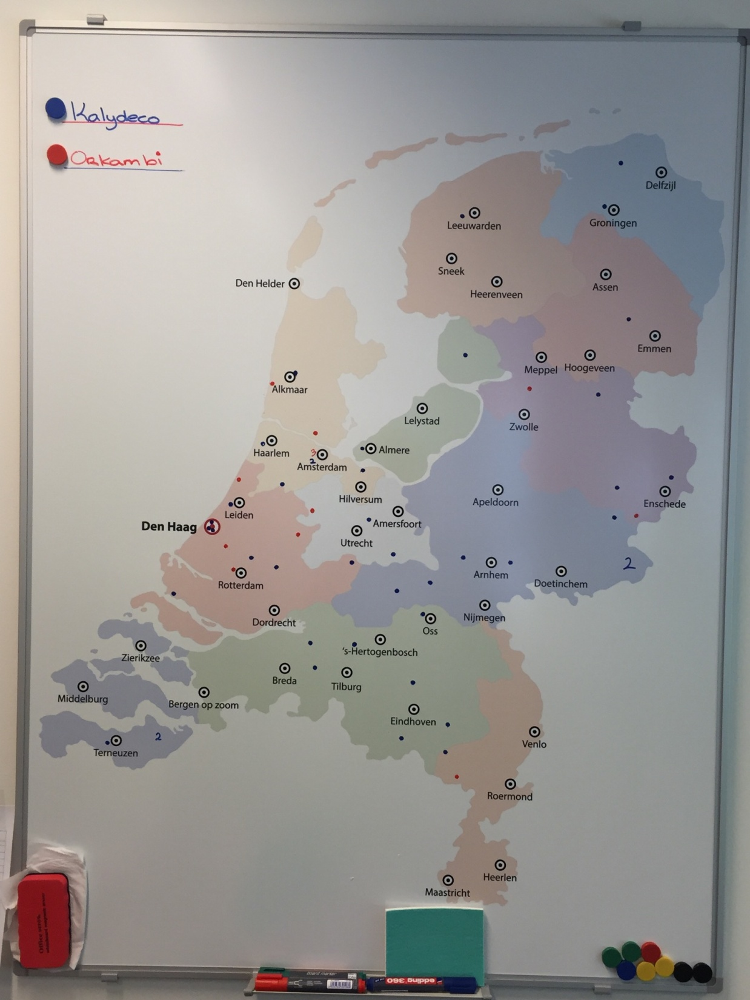 Kalydeco
Orkambi
Delfzijl
Groningen
Leeuwarden
Sneek
Assen
Den Helder
Heerenveen
Emmen
Meppel
Hoogeveen
Alkmaar
Lelystad
Zwolle
Haarlem
3
Almere
2
Amsterdam
Hilversum
Apeldoorn
Enschede
Leiden
Amersfoort
Den Haag
Utrecht
2
Arnhem
Doetinchem
Rotterdam
Nijmegen
Dordrecht
Oss
's-Hertogenbosch
Zierikzee
Breda
Tilburg
Middelburg
Bergen op zoom
Eindhoven
2
Venlo
Terneuzen
Roermond
Heerlen
Maastricht
board marker
edding 360